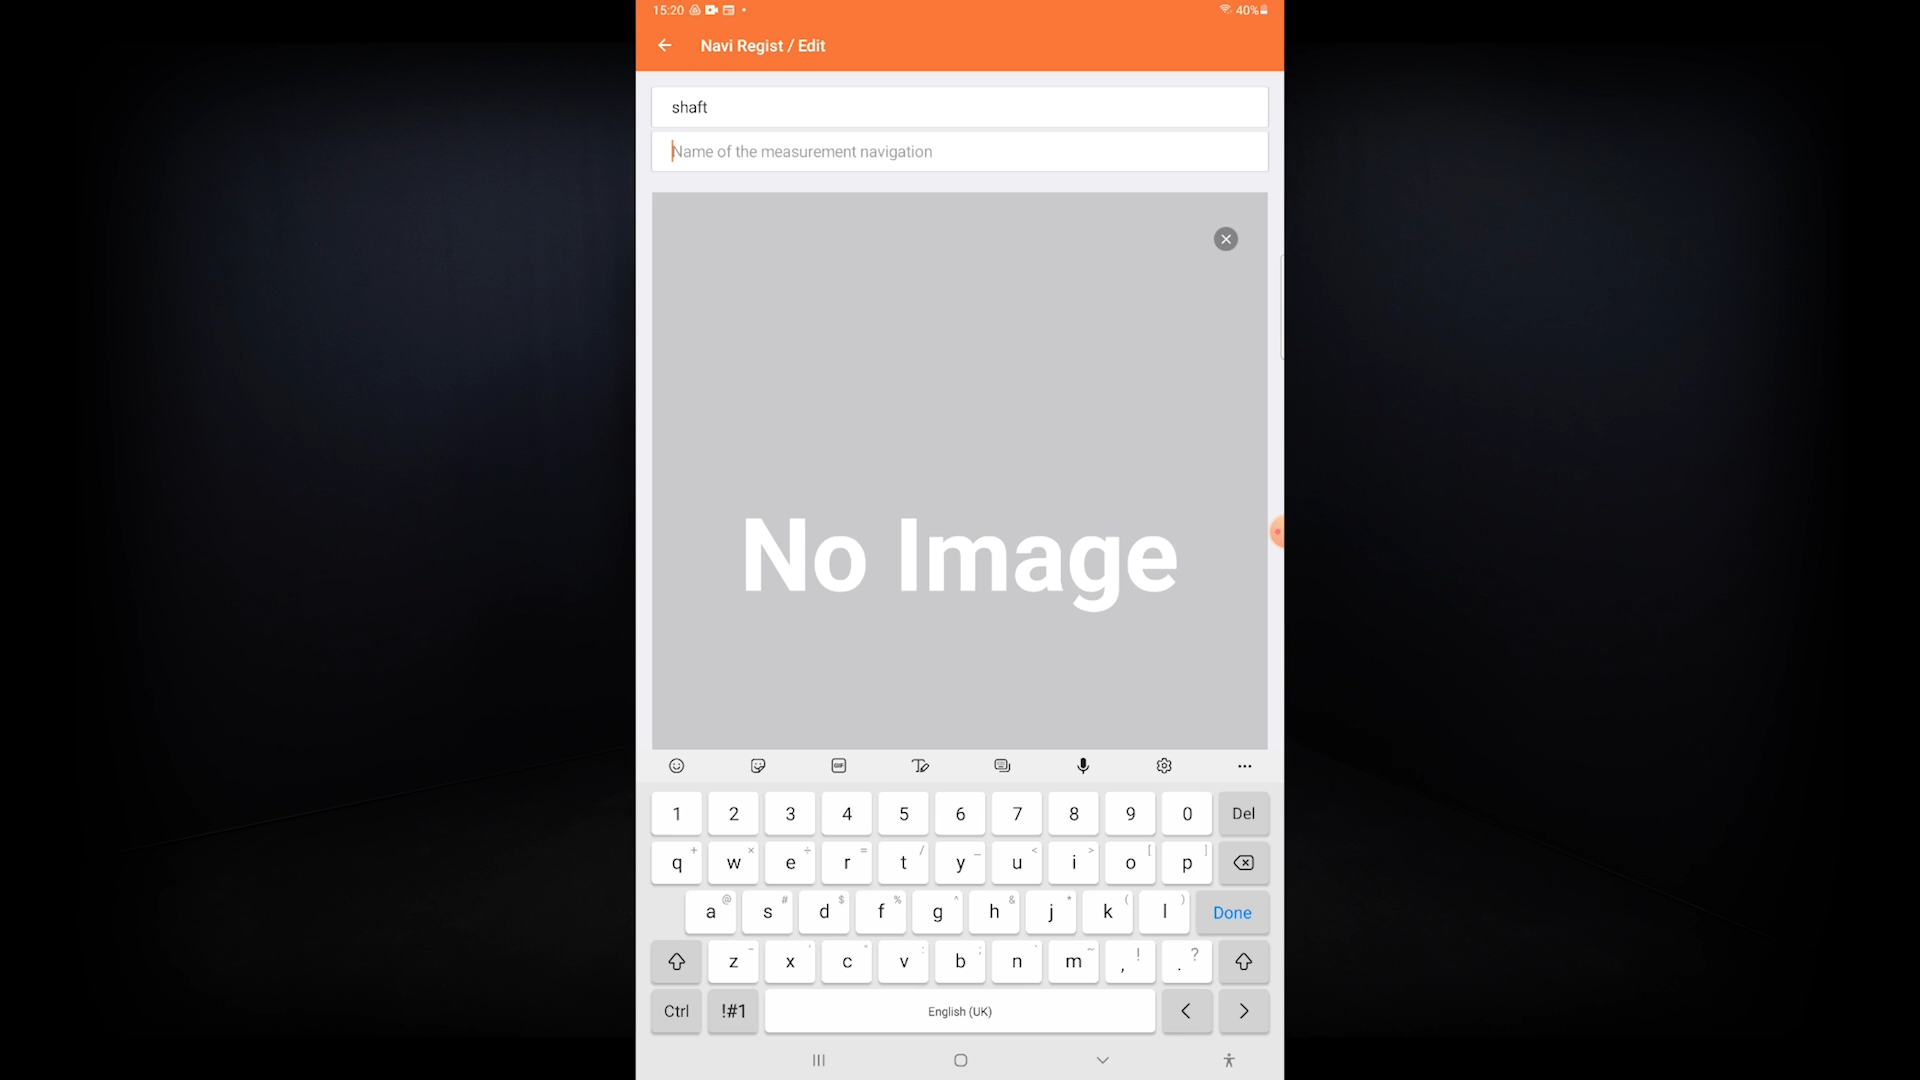 15:20 40%
Navi Regist / Edit
shaft
Name of the measurement navigation
No Image
GIF
1 2 3 4 5 6 7 8 9 0 Del
q + w × e ÷ r = t / y _ u < i > o [ p ]
a @ s # d $ f % g ^ h & j * k ( l ) Done
z - x ' c " v : b ; n ' m ~ , ! . ?
Ctrl !#1 English (UK) < >